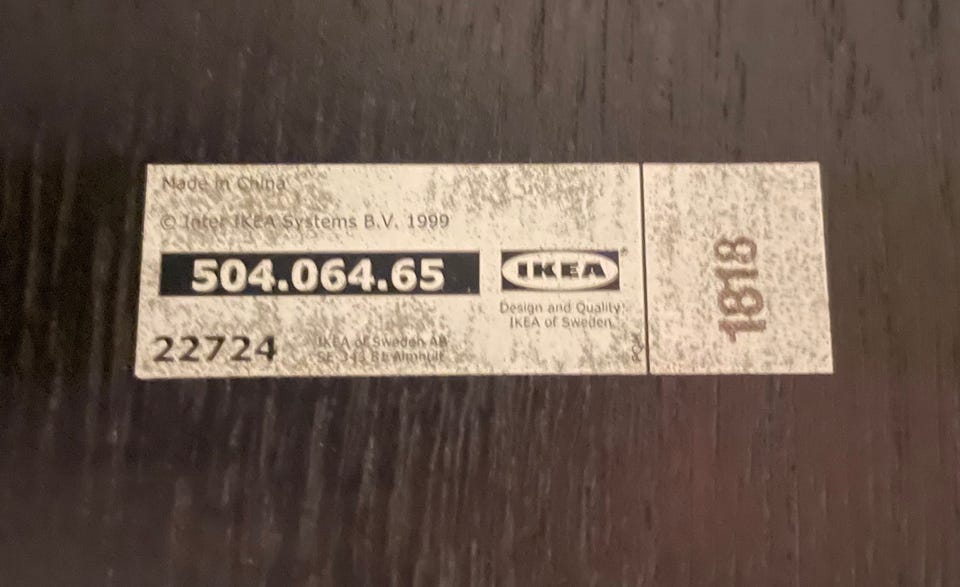 Made in China
© Inter IKEA Systems B.V. 1999
504.064.65
IKEA
Design and Quality
IKEA of Sweden
22724
IKEA of Sweden AB
1818